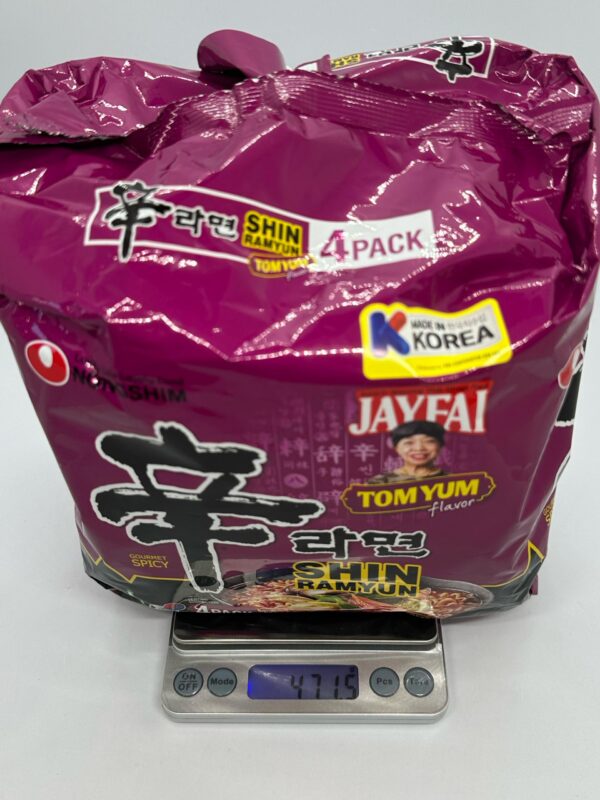 辛라면
SHIN
RAMYUN
TOMYUM
4PACK
MADE IN
KOREA
NONGSHIM
JAYFAI
TOM YUM
flavor
辛
라면
SHIN
RAMYUN
GOURMET
SPICY
ON
OFF
Mode
471.5
Pcs
Tare